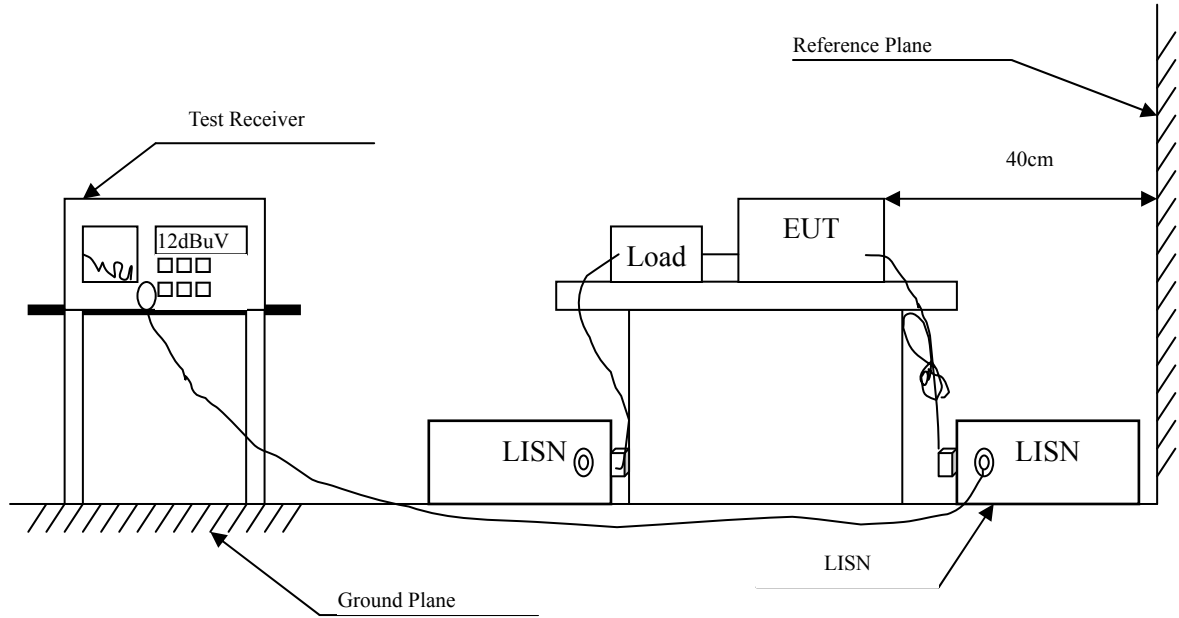 Reference Plane
Test Receiver
40cm
12dBuV
Load
EUT
LISN
LISN
LISN
Ground Plane